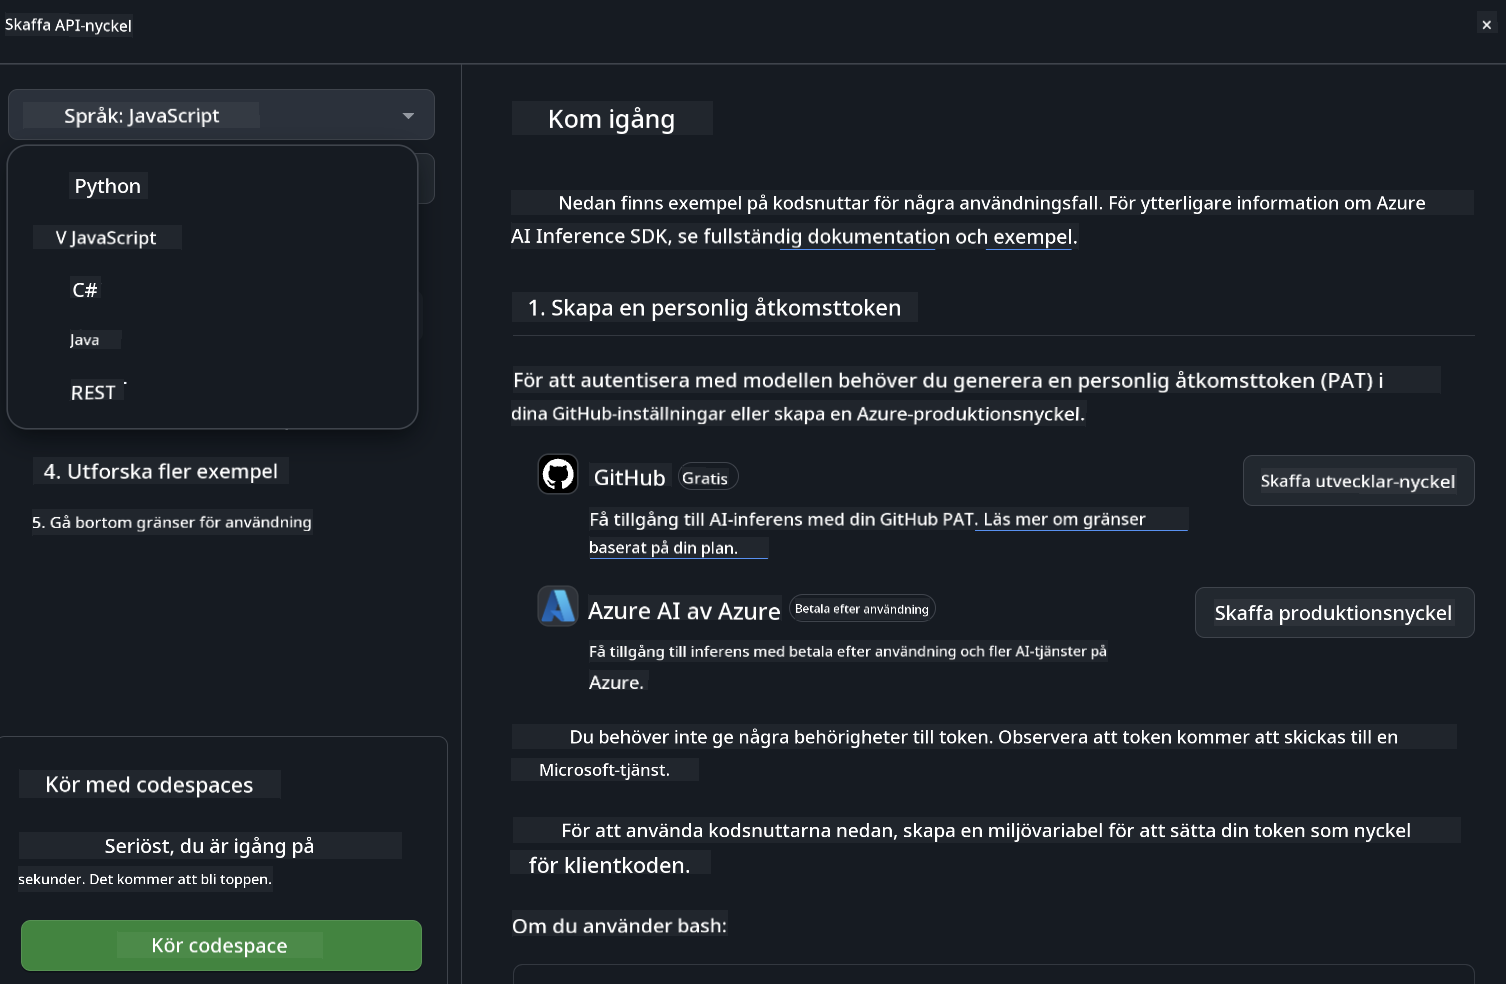 Skaffa API-nyckel
×
Språk: JavaScript
Python
V JavaScript
C#
Java
REST
4. Utforska fler exempel
5. Gå bortom gränser för användning
Kör med codespaces
Seriöst, du är igång på
sekunder. Det kommer att bli toppen.
Kör codespace
Kom igång
Nedan finns exempel på kodsnuttar för några användningsfall. För ytterligare information om Azure
AI Inference SDK, se fullständig dokumentation och exempel.
1. Skapa en personlig åtkomsttoken
För att autentisera med modellen behöver du generera en personlig åtkomsttoken (PAT) i
dina GitHub-inställningar eller skapa en Azure-produktionsnyckel.
GitHub Gratis
Skaffa utvecklar-nyckel
Få tillgång till AI-inferens med din GitHub PAT. Läs mer om gränser
baserat på din plan.
Azure AI av Azure Betala efter användning
Skaffa produktionsnyckel
Få tillgång till inferens med betala efter användning och fler AI-tjänster på
Azure.
Du behöver inte ge några behörigheter till token. Observera att token kommer att skickas till en
Microsoft-tjänst.
För att använda kodsnuttarna nedan, skapa en miljövariabel för att sätta din token som nyckel
för klientkoden.
Om du använder bash: